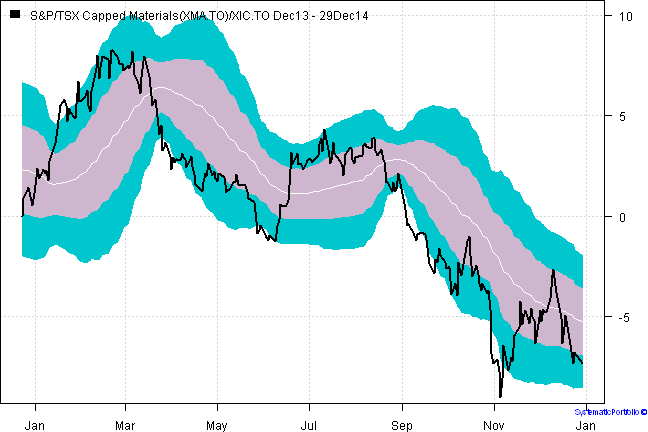 S&P/TSX Capped Materials(XMA.TO)/XIC.TO Dec13 - 29Dec14
10
5
0
-5
Jan Mar May Jul Sep Nov Jan
SystematicPortfolio ©